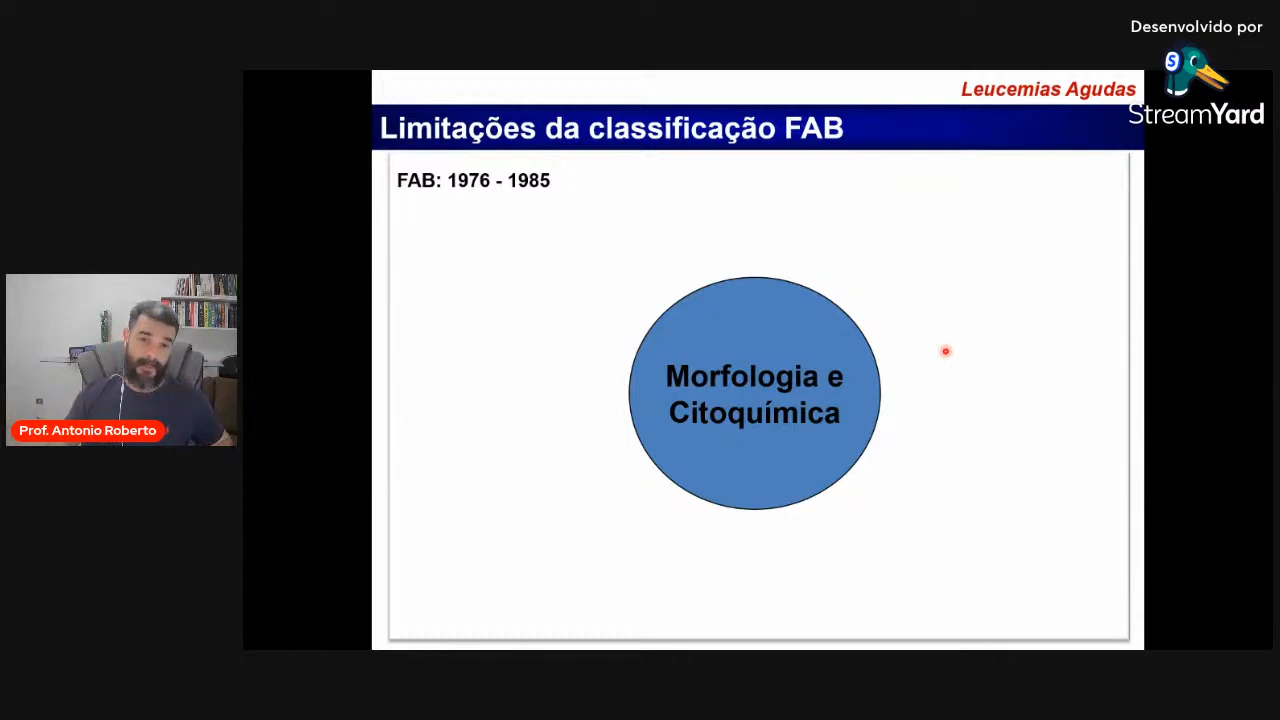 Desenvolvido por
StreamYard
Leucemias Agudas
Limitações da classificação FAB
FAB: 1976 - 1985
Morfologia e
Citoquímica
Prof. Antonio Roberto